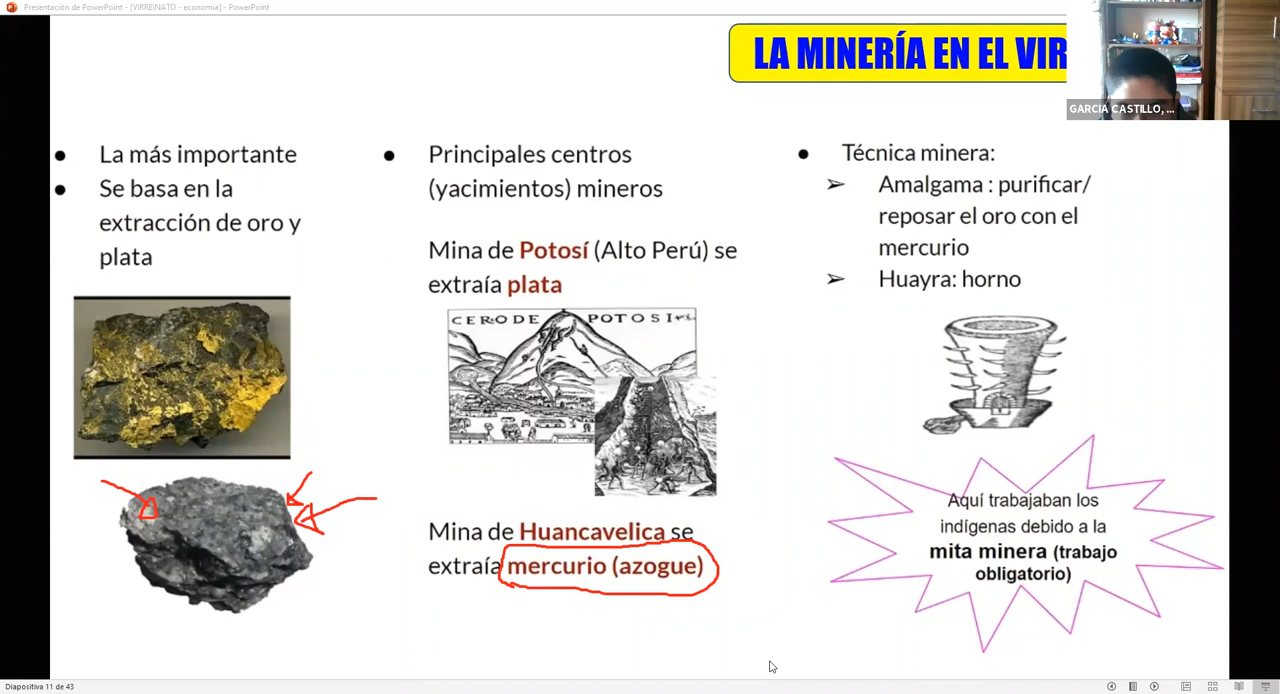 Presentación de PowerPoint - [VIRREINATO - economia] - PowerPoint
LA MINERÍA EN EL VIR
GARCIA CASTILLO, ...
● La más importante
● Se basa en la
extracción de oro y
plata
● Principales centros
(yacimientos) mineros
Mina de Potosí (Alto Perú) se
extraía plata
CERO DE POTOSI
Mina de Huancavelica se
extraía mercurio (azogue)
● Técnica minera:
➢ Amalgama : purificar/
reposar el oro con el
mercurio
➢ Huayra: horno
Aquí trabajaban los
indígenas debido a la
mita minera (trabajo
obligatorio)
Diapositiva 11 de 43